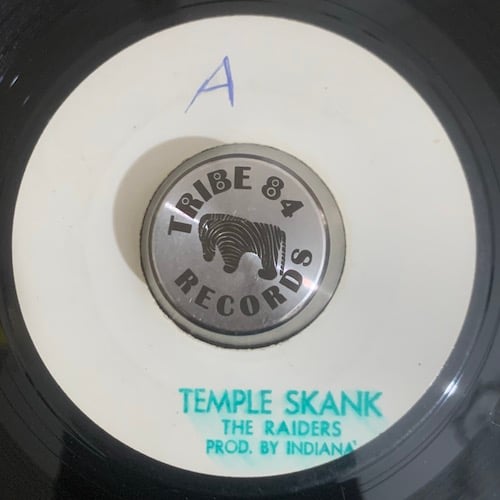 A
TRIBE 84
RECORDS
TEMPLE SKANK
THE RAIDERS
PROD. BY INDIANA